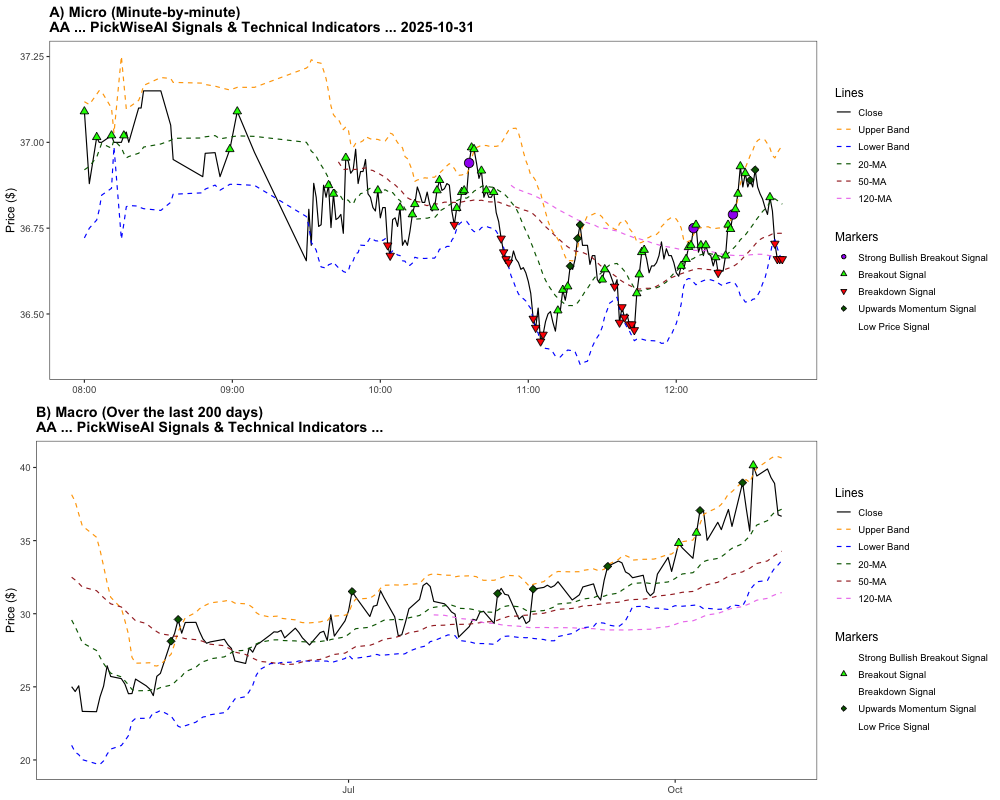 A) Micro (Minute-by-minute)
AA ... PickWiseAI Signals & Technical Indicators ... 2025-10-31
Price ($)
37.25
37.00
36.75
36.50
08:00
09:00
10:00
11:00
12:00
Lines
Close
Upper Band
Lower Band
20-MA
50-MA
120-MA
Markers
Strong Bullish Breakout Signal
Breakout Signal
Breakdown Signal
Upwards Momentum Signal
Low Price Signal
B) Macro (Over the last 200 days)
AA ... PickWiseAI Signals & Technical Indicators ...
Price ($)
40
35
30
25
20
Jul
Oct
Lines
Close
Upper Band
Lower Band
20-MA
50-MA
120-MA
Markers
Strong Bullish Breakout Signal
Breakout Signal
Breakdown Signal
Upwards Momentum Signal
Low Price Signal